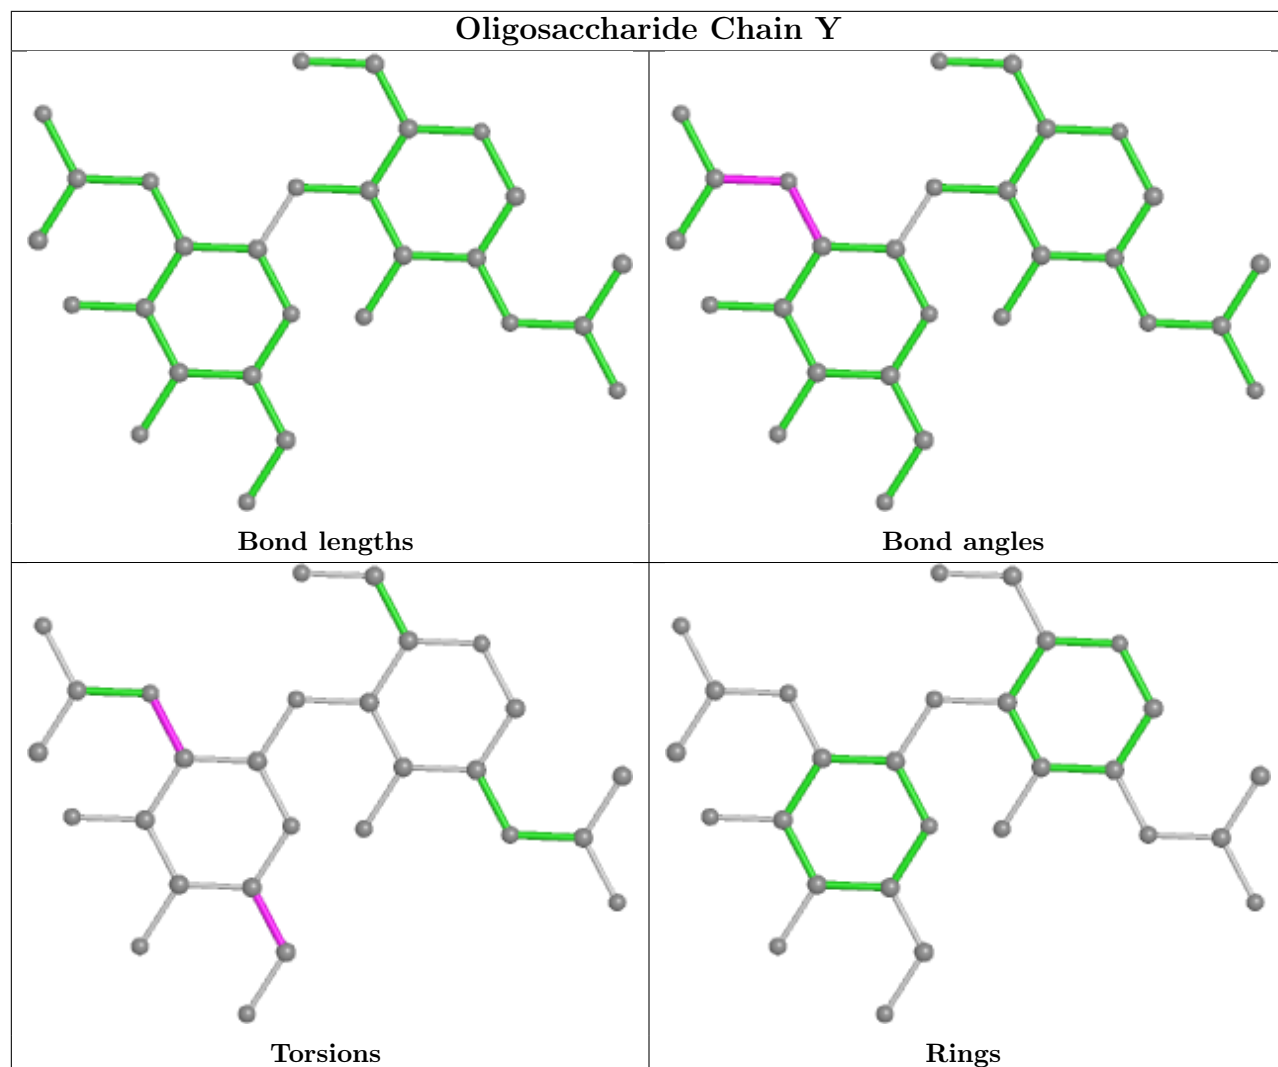 Oligosaccharide Chain Y
Bond lengths
Bond angles
Torsions
Rings